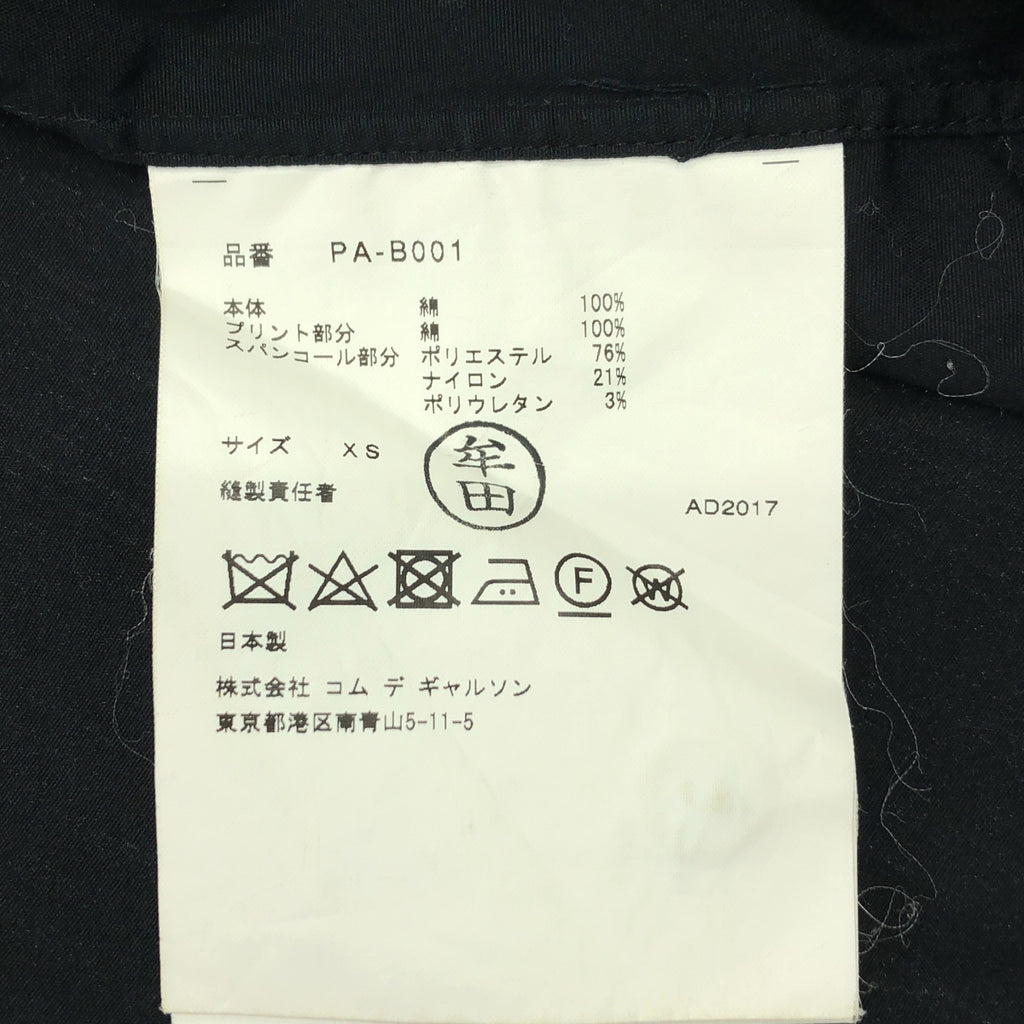 品番 PA-B001
本体 綿 100%
プリント部分 綿 100%
スパンコール部分 ポリエステル 76%
ナイロン 21%
ポリウレタン 3%
サイズ XS
縫製責任者 牟田
AD2017
F W
日本製
株式会社 コム デ ギャルソン
東京都港区南青山5-11-5